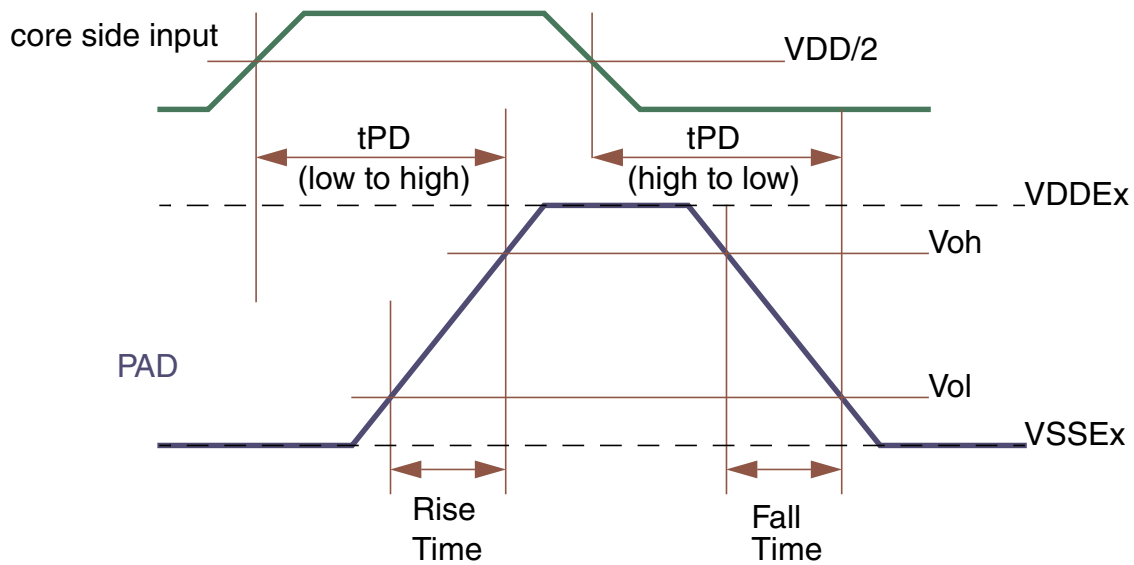 core side input
VDD/2
tPD
(low to high)
tPD
(high to low)
VDDEx
Voh
PAD
Vol
VSSEx
Rise
Time
Fall
Time